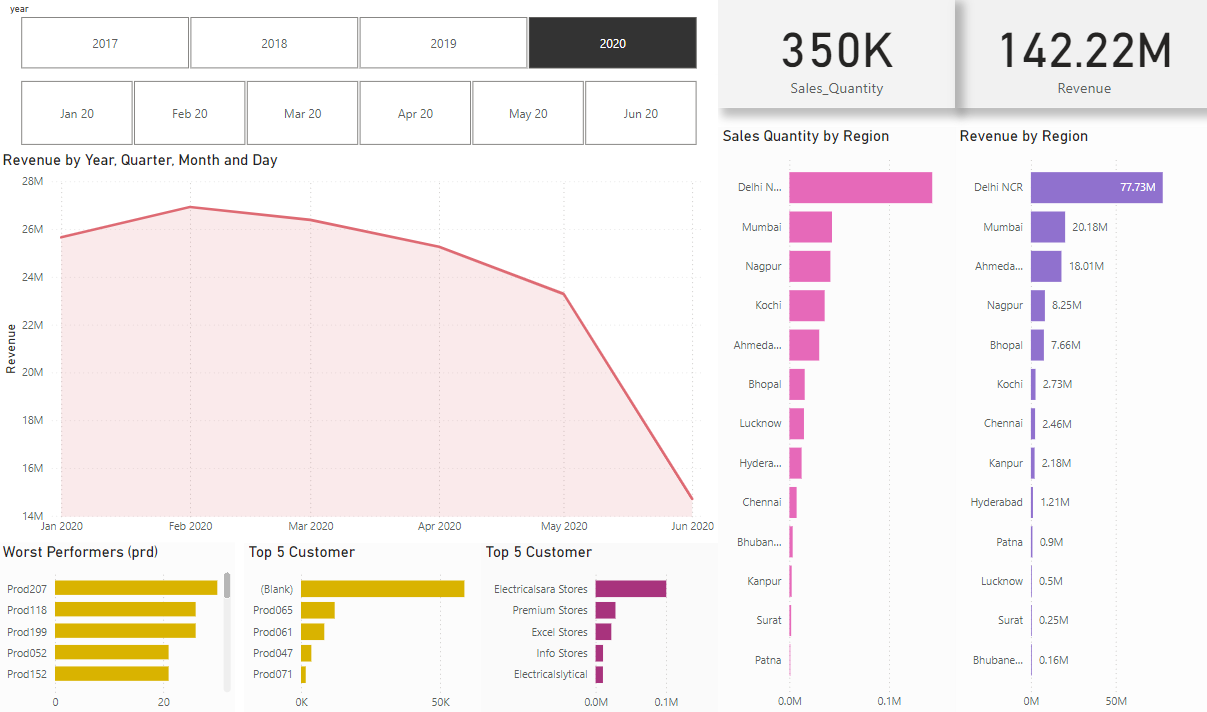 year
2017
2018
2019
2020
Jan 20
Feb 20
Mar 20
Apr 20
May 20
Jun 20
350K
Sales_Quantity
142.22M
Revenue
Revenue by Year, Quarter, Month and Day
Revenue
28M
26M
24M
22M
20M
18M
16M
14M
Jan 2020
Feb 2020
Mar 2020
Apr 2020
May 2020
Jun 2020
Sales Quantity by Region
Delhi N...
Mumbai
Nagpur
Kochi
Ahmeda...
Bhopal
Lucknow
Hydera...
Chennai
Bhuban...
Kanpur
Surat
Patna
0.0M
0.1M
Revenue by Region
Delhi NCR 77.73M
Mumbai 20.18M
Ahmeda... 18.01M
Nagpur 8.25M
Bhopal 7.66M
Kochi 2.73M
Chennai 2.46M
Kanpur 2.18M
Hyderabad 1.21M
Patna 0.9M
Lucknow 0.5M
Surat 0.25M
Bhubane... 0.16M
0M
50M
Worst Performers (prd)
Prod207
Prod118
Prod199
Prod052
Prod152
0
20
Top 5 Customer
(Blank)
Prod065
Prod061
Prod047
Prod071
0K
50K
Top 5 Customer
Electricalsara Stores
Premium Stores
Excel Stores
Info Stores
Electricalslytical
0.0M
0.1M